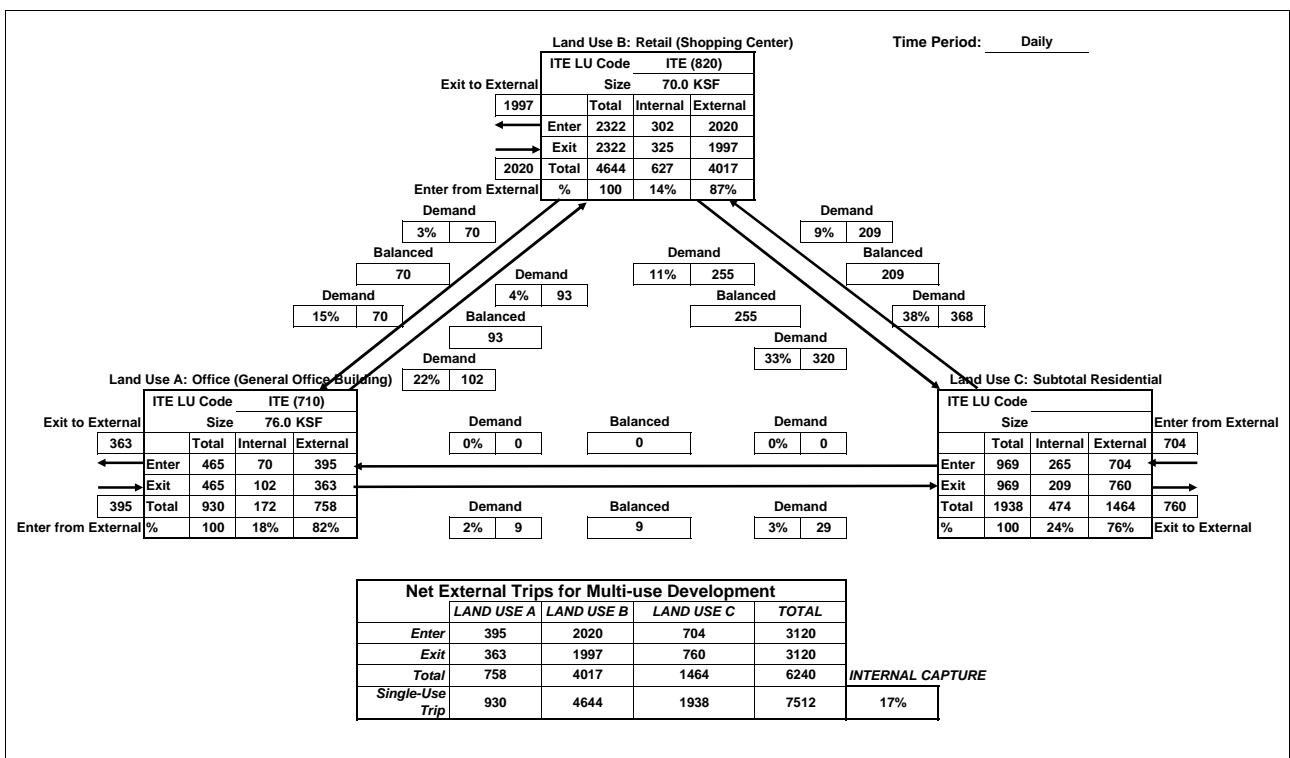 Land Use B: Retail (Shopping Center)
Time Period: Daily
ITE LU Code ITE (820)
Exit to External Size 70.0 KSF
1997 Total Internal External
Enter 2322 302 2020
Exit 2322 325 1997
2020 Total 4644 627 4017
Enter from External % 100 14% 87%
Demand Demand
3% 70 9% 209
Balanced Demand Balanced
70 Demand 11% 255 209
Demand 4% 93 Balanced Demand
15% 70 Balanced 255 38% 368
93 Demand
Demand 33% 320
Land Use A: Office (General Office Building) 22% 102 Land Use C: Subtotal Residential
ITE LU Code ITE (710) ITE LU Code
Exit to External Size 76.0 KSF Demand Balanced Demand Size Enter from External
363 Total Internal External 0% 0 0 0% 0 Total Internal External 704
Enter 465 70 395 Enter 969 265 704
Exit 465 102 363 Exit 969 209 760
395 Total 930 172 758 Demand Balanced Demand Total 1938 474 1464 760
Enter from External % 100 18% 82% 2% 9 9 3% 29 % 100 24% 76% Exit to External
Net External Trips for Multi-use Development
LAND USE A LAND USE B LAND USE C TOTAL
Enter 395 2020 704 3120
Exit 363 1997 760 3120
Total 758 4017 1464 6240 INTERNAL CAPTURE
Single-Use
Trip 930 4644 1938 7512 17%